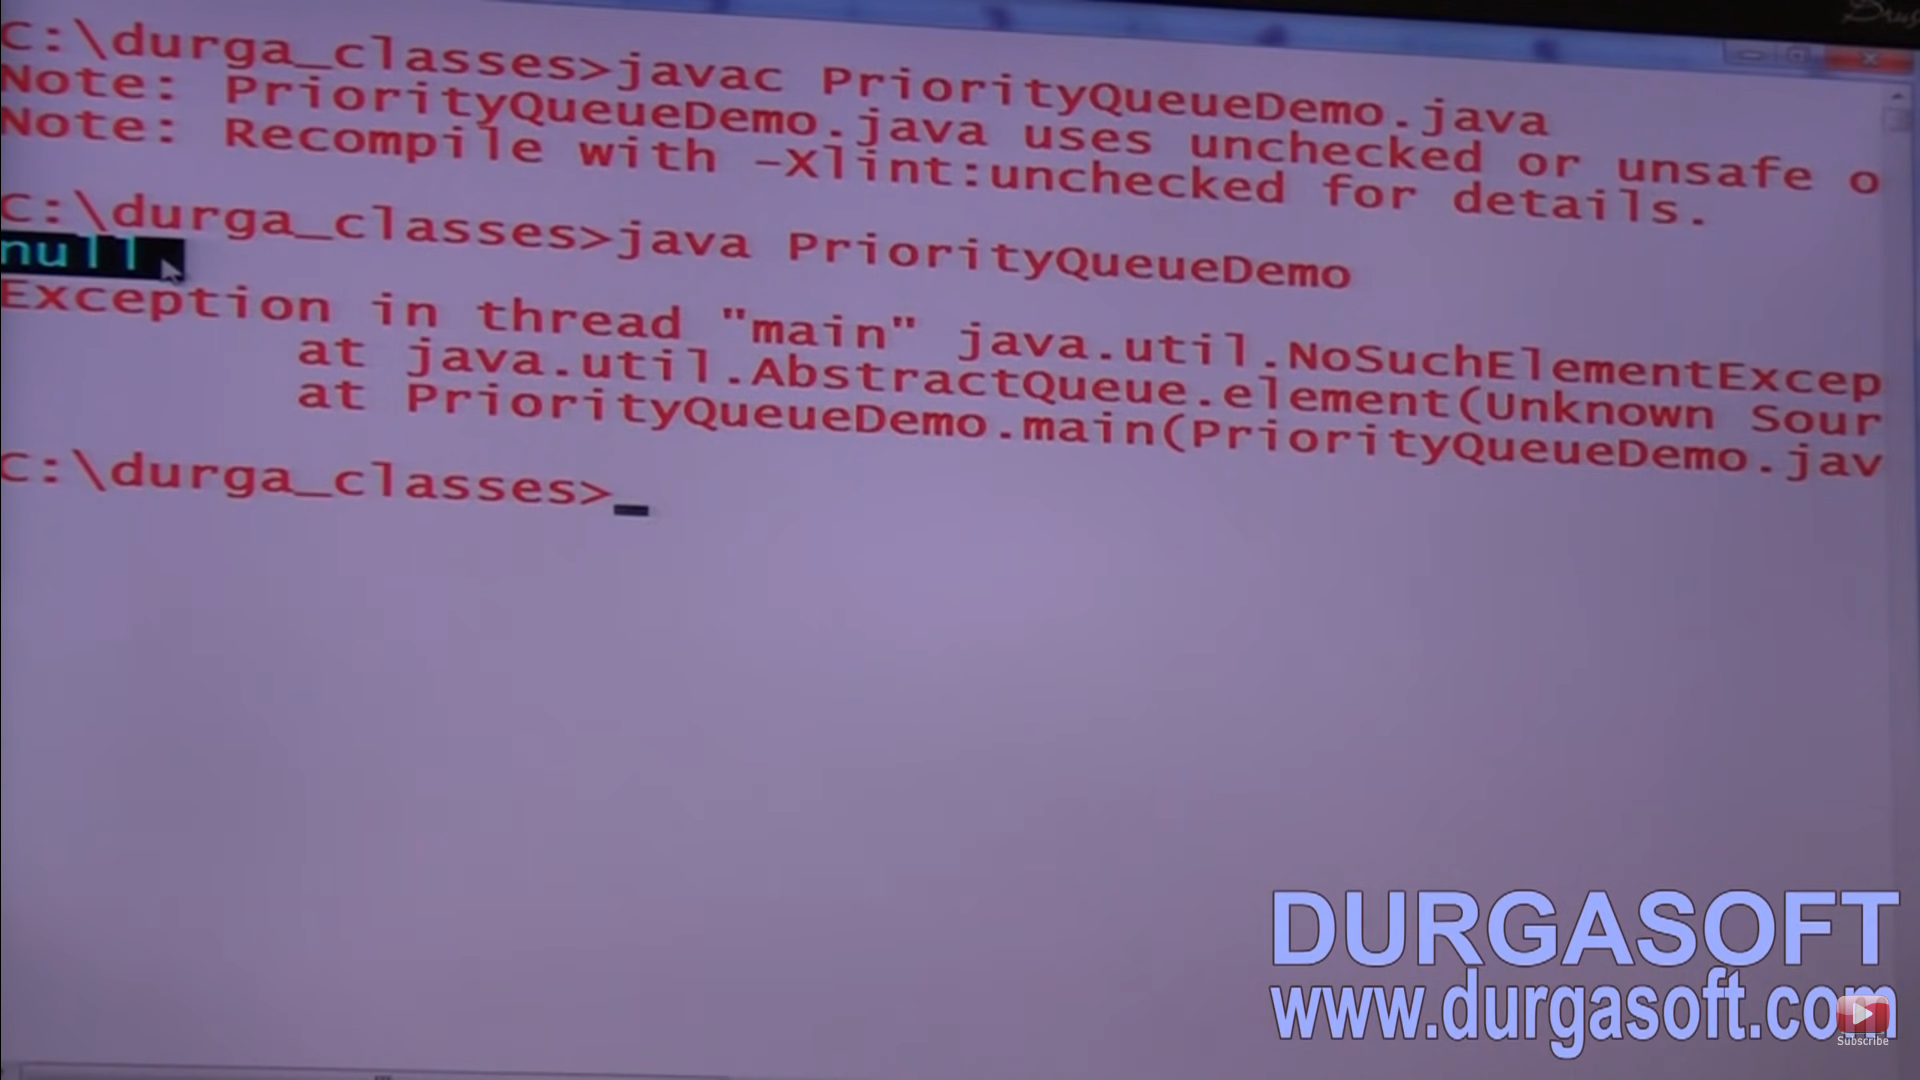 C:\durga_classes>javac PriorityQueueDemo.java
Note: PriorityQueueDemo.java uses unchecked or unsafe o
Note: Recompile with -Xlint:unchecked for details.
C:\durga_classes>java PriorityQueueDemo
null
Exception in thread "main" java.util.NoSuchElementExcep
at java.util.AbstractQueue.element(Unknown Sour
at PriorityQueueDemo.main(PriorityQueueDemo.jav
C:\durga_classes>_
DURGASOFT
www.durgasoft.com
Subscribe